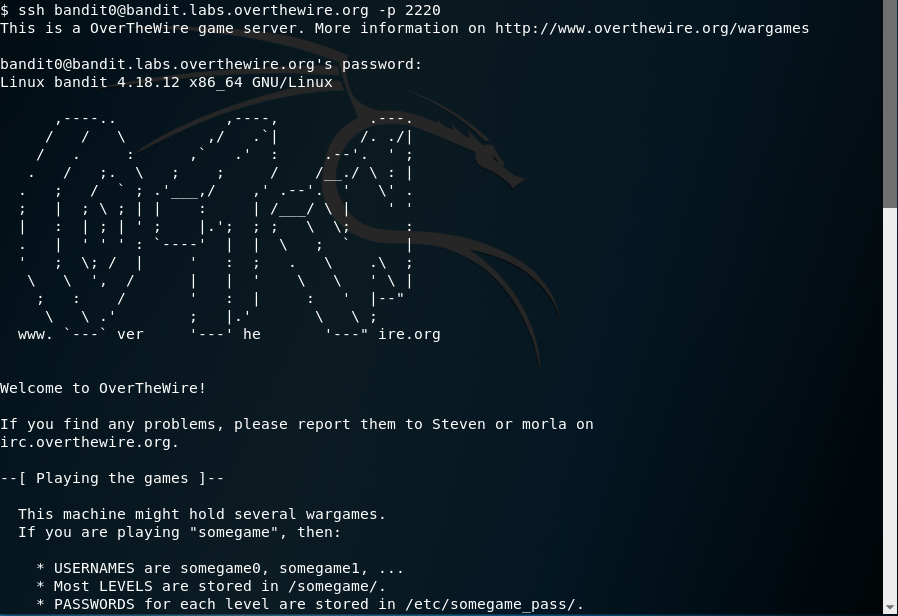 $ ssh bandit0@bandit.labs.overthewire.org -p 2220
This is a OverTheWire game server. More information on http://www.overthewire.org/wargames
bandit0@bandit.labs.overthewire.org's password:
Linux bandit 4.18.12 x86_64 GNU/Linux
      ,----..            ,----,          .---.
     /   /   \         ,/   .`|         /. ./|
    /   .     :      ,`   .'  :     .--'.  ' ;
   .   /   ;.  \   ;    ;     /    /__./ \ : |
  .   ;   /  ` ; .'___,/    ,' .--'.  '   \' .
  ;   |  ; \ ; | |    :     | /___/ \ |    ' '
  |   :  | ; | ' ;    |.';  ; ;   \  \;      :
  .   |  ' ' ' : `----'  |  |  \   ;  `      |
  '   ;  \; /  |     '   :  ;   .   \    .\  ;
   \   \  ',  /      |   |  '    \   \   ' \ |
    ;   :    /       '   :  |     :   '  |--"
     \   \ .'        ;   |.'       \   \ ;
  www. `---` ver     '---' he       '---" ire.org
Welcome to OverTheWire!
If you find any problems, please report them to Steven or morla on
irc.overthewire.org.
--[ Playing the games ]--
  This machine might hold several wargames.
  If you are playing "somegame", then:
    * USERNAMES are somegame0, somegame1, ...
    * Most LEVELS are stored in /somegame/.
    * PASSWORDS for each level are stored in /etc/somegame_pass/.